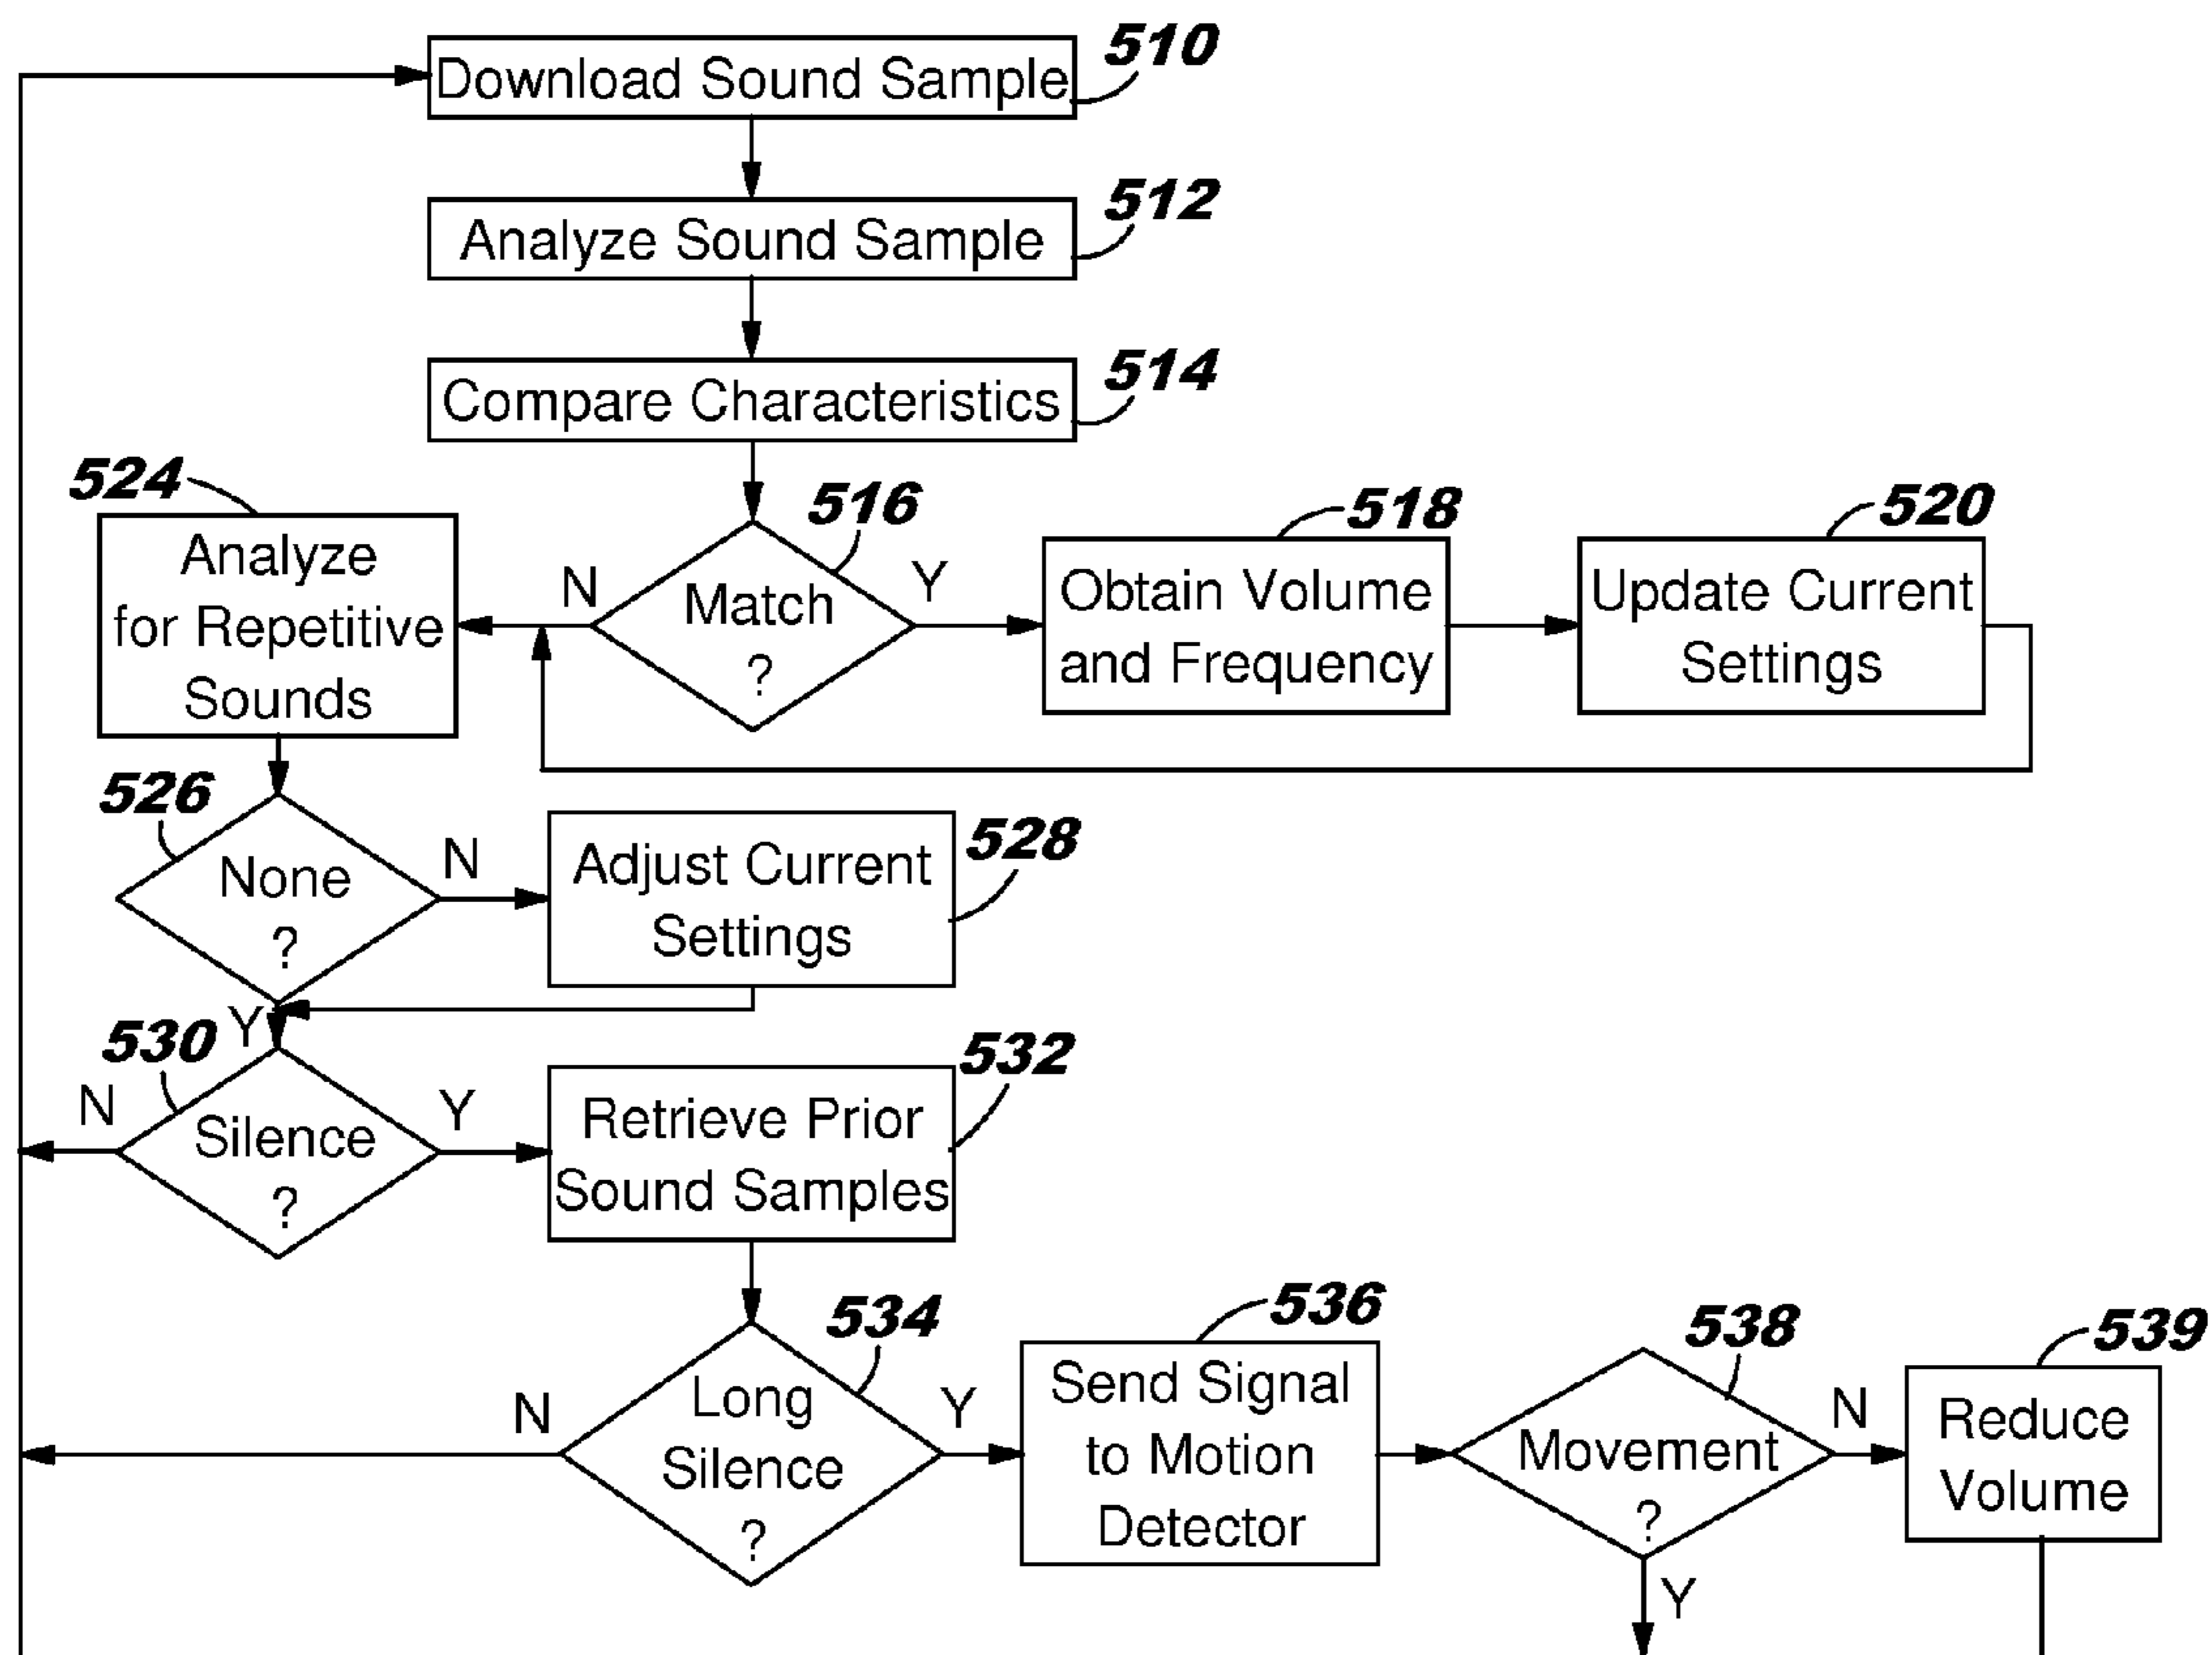 Download Sound Sample
510
Analyze Sound Sample
512
Compare Characteristics
514
524
Analyze
for Repetitive
Sounds
N
516
Match
?
Y
518
Obtain Volume
and Frequency
520
Update Current
Settings
526
None
?
N
528
Adjust Current
Settings
Y
530
N
Silence
?
Y
532
Retrieve Prior
Sound Samples
N
534
Long
Silence
?
Y
536
Send Signal
to Motion
Detector
538
Movement
?
N
539
Reduce
Volume
Y